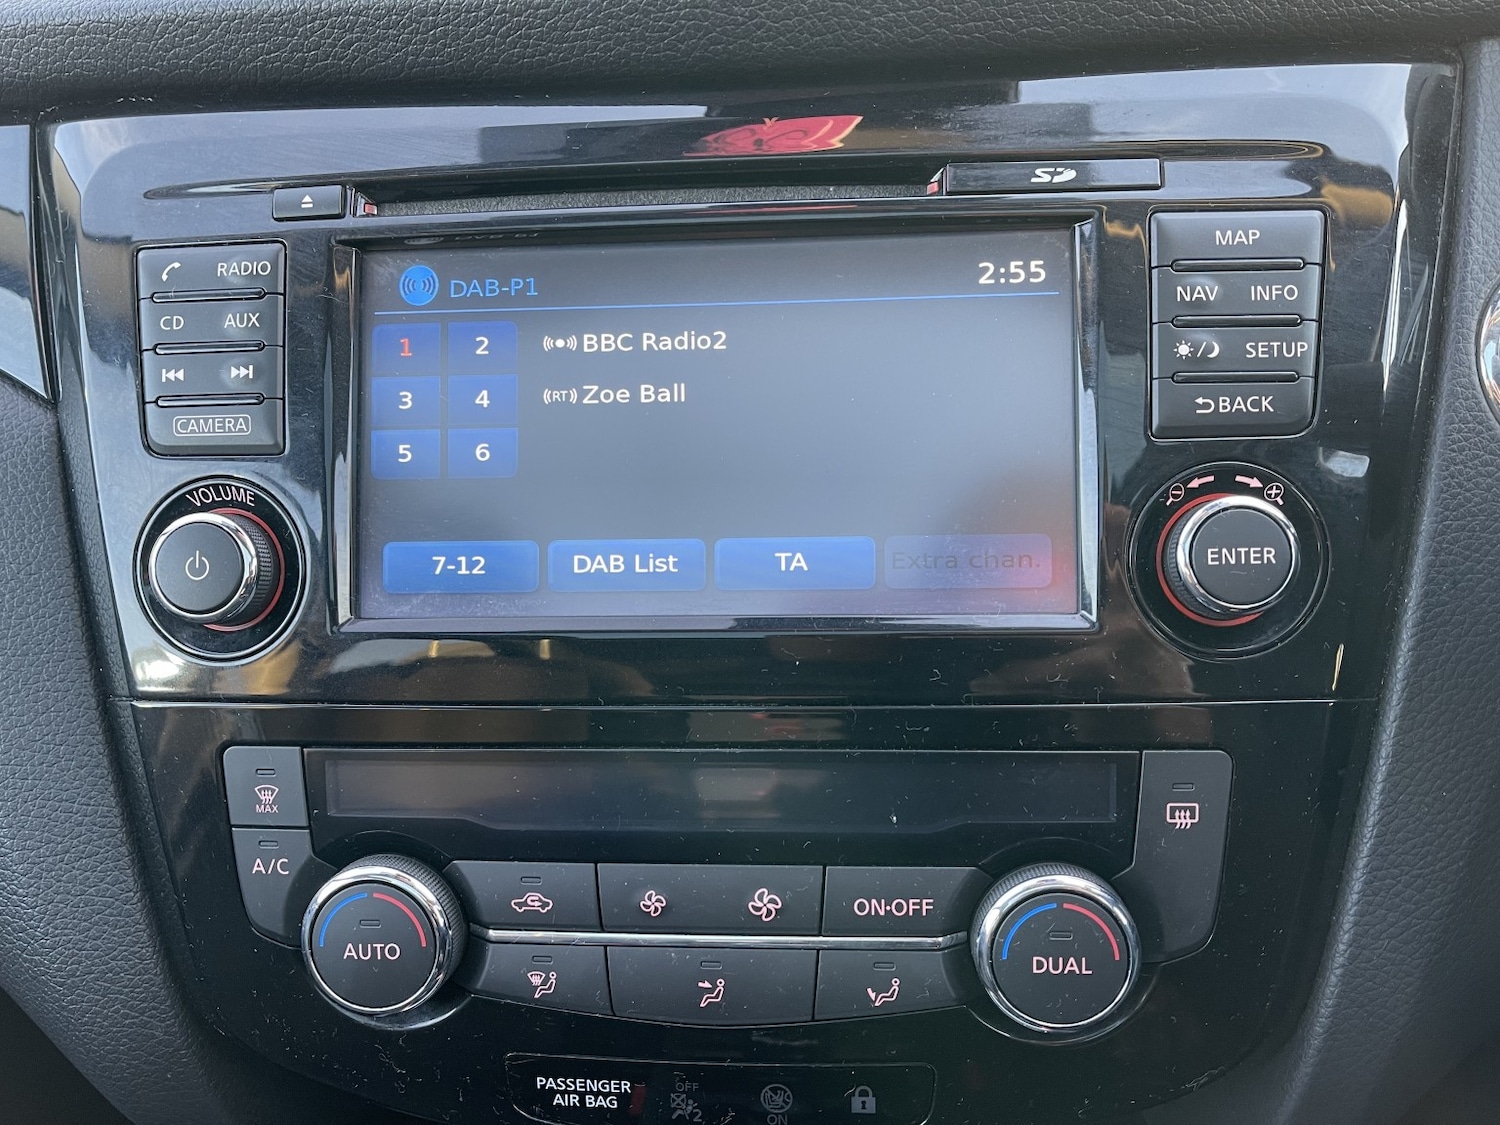 SD
RADIO
CD AUX
CAMERA
VOLUME
DAB-P1
2:55
1 2
BBC Radio2
3 4
RT Zoe Ball
5 6
7-12
DAB List
TA
Extra chan.
MAP
NAV INFO
SETUP
BACK
ENTER
MAX
A/C
AUTO
ON·OFF
DUAL
PASSENGER
AIR BAG
OFF
2
ON